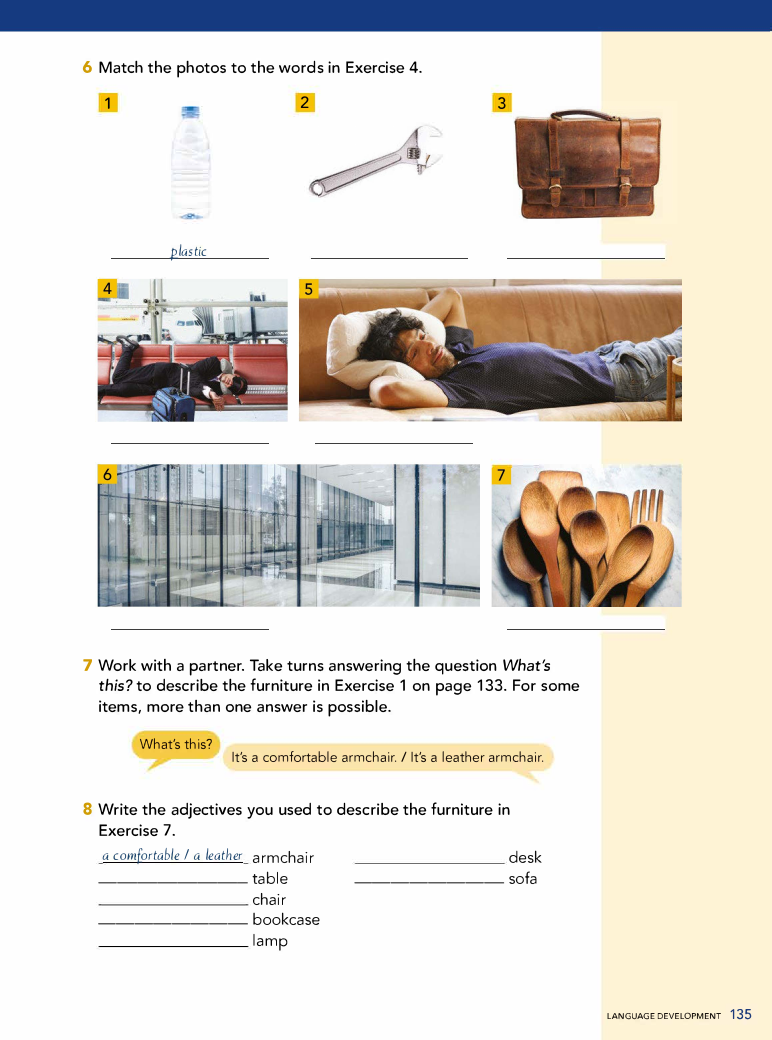 6 Match the photos to the words in Exercise 4.
1
2
3
plastic
4
5
6
7
7 Work with a partner. Take turns answering the question What's
this? to describe the furniture in Exercise 1 on page 133. For some
items, more than one answer is possible.
What's this?
It's a comfortable armchair. / It's a leather armchair.
8 Write the adjectives you used to describe the furniture in
Exercise 7.
a comfortable / a leather armchair
table
chair
bookcase
lamp
desk
sofa
LANGUAGE DEVELOPMENT 135